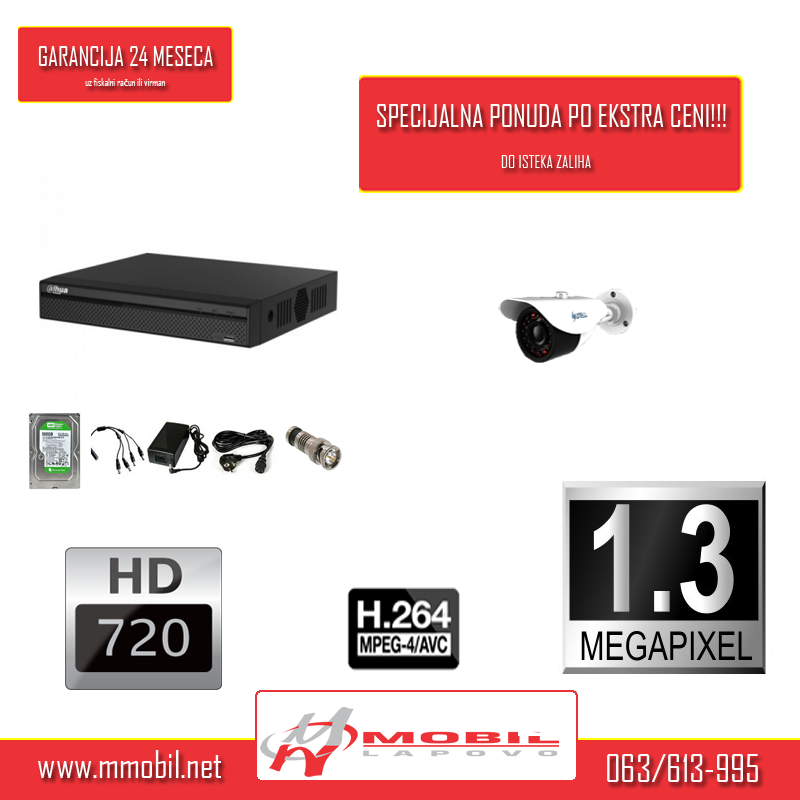 GARANCIJA 24 MESECA
uz fiskalni račun ili virman
SPECIJALNA PONUDA PO EKSTRA CENI!!!
DO ISTEKA ZALIHA
alhua
HD
720
H.264
MPEG-4/AVC
1.3
MEGAPIXEL
MOBIL
LAPOVO
www.mmobil.net
063/613-995